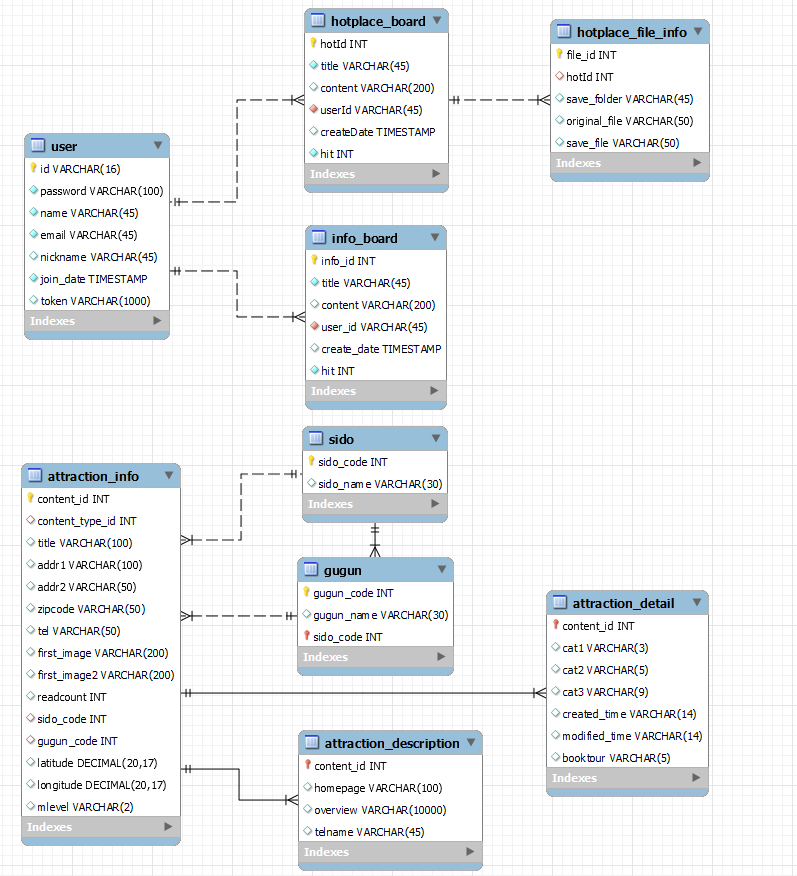 hotplace_board
hotId INT
title VARCHAR(45)
content VARCHAR(200)
userId VARCHAR(45)
createDate TIMESTAMP
hit INT
Indexes
hotplace_file_info
file_id INT
hotId INT
save_folder VARCHAR(45)
original_file VARCHAR(50)
save_file VARCHAR(50)
Indexes
user
id VARCHAR(16)
password VARCHAR(100)
name VARCHAR(45)
email VARCHAR(45)
nickname VARCHAR(45)
join_date TIMESTAMP
token VARCHAR(1000)
Indexes
info_board
info_id INT
title VARCHAR(45)
content VARCHAR(200)
user_id VARCHAR(45)
create_date TIMESTAMP
hit INT
Indexes
sido
sido_code INT
sido_name VARCHAR(30)
Indexes
attraction_info
content_id INT
content_type_id INT
title VARCHAR(100)
addr1 VARCHAR(100)
addr2 VARCHAR(50)
zipcode VARCHAR(50)
tel VARCHAR(50)
first_image VARCHAR(200)
first_image2 VARCHAR(200)
readcount INT
sido_code INT
gugun_code INT
latitude DECIMAL(20,17)
longitude DECIMAL(20,17)
mlevel VARCHAR(2)
Indexes
gugun
gugun_code INT
gugun_name VARCHAR(30)
sido_code INT
Indexes
attraction_detail
content_id INT
cat1 VARCHAR(3)
cat2 VARCHAR(5)
cat3 VARCHAR(9)
created_time VARCHAR(14)
modified_time VARCHAR(14)
booktour VARCHAR(5)
Indexes
attraction_description
content_id INT
homepage VARCHAR(100)
overview VARCHAR(10000)
telname VARCHAR(45)
Indexes